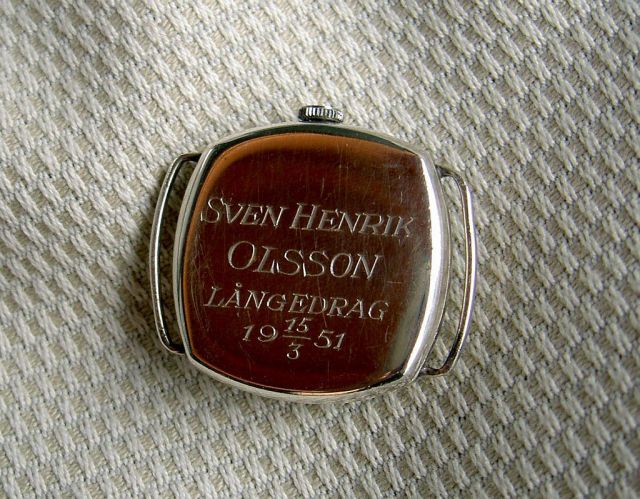 SVEN HENRIK
OLSSON
LÅNGEDRAG
19 15/3 51